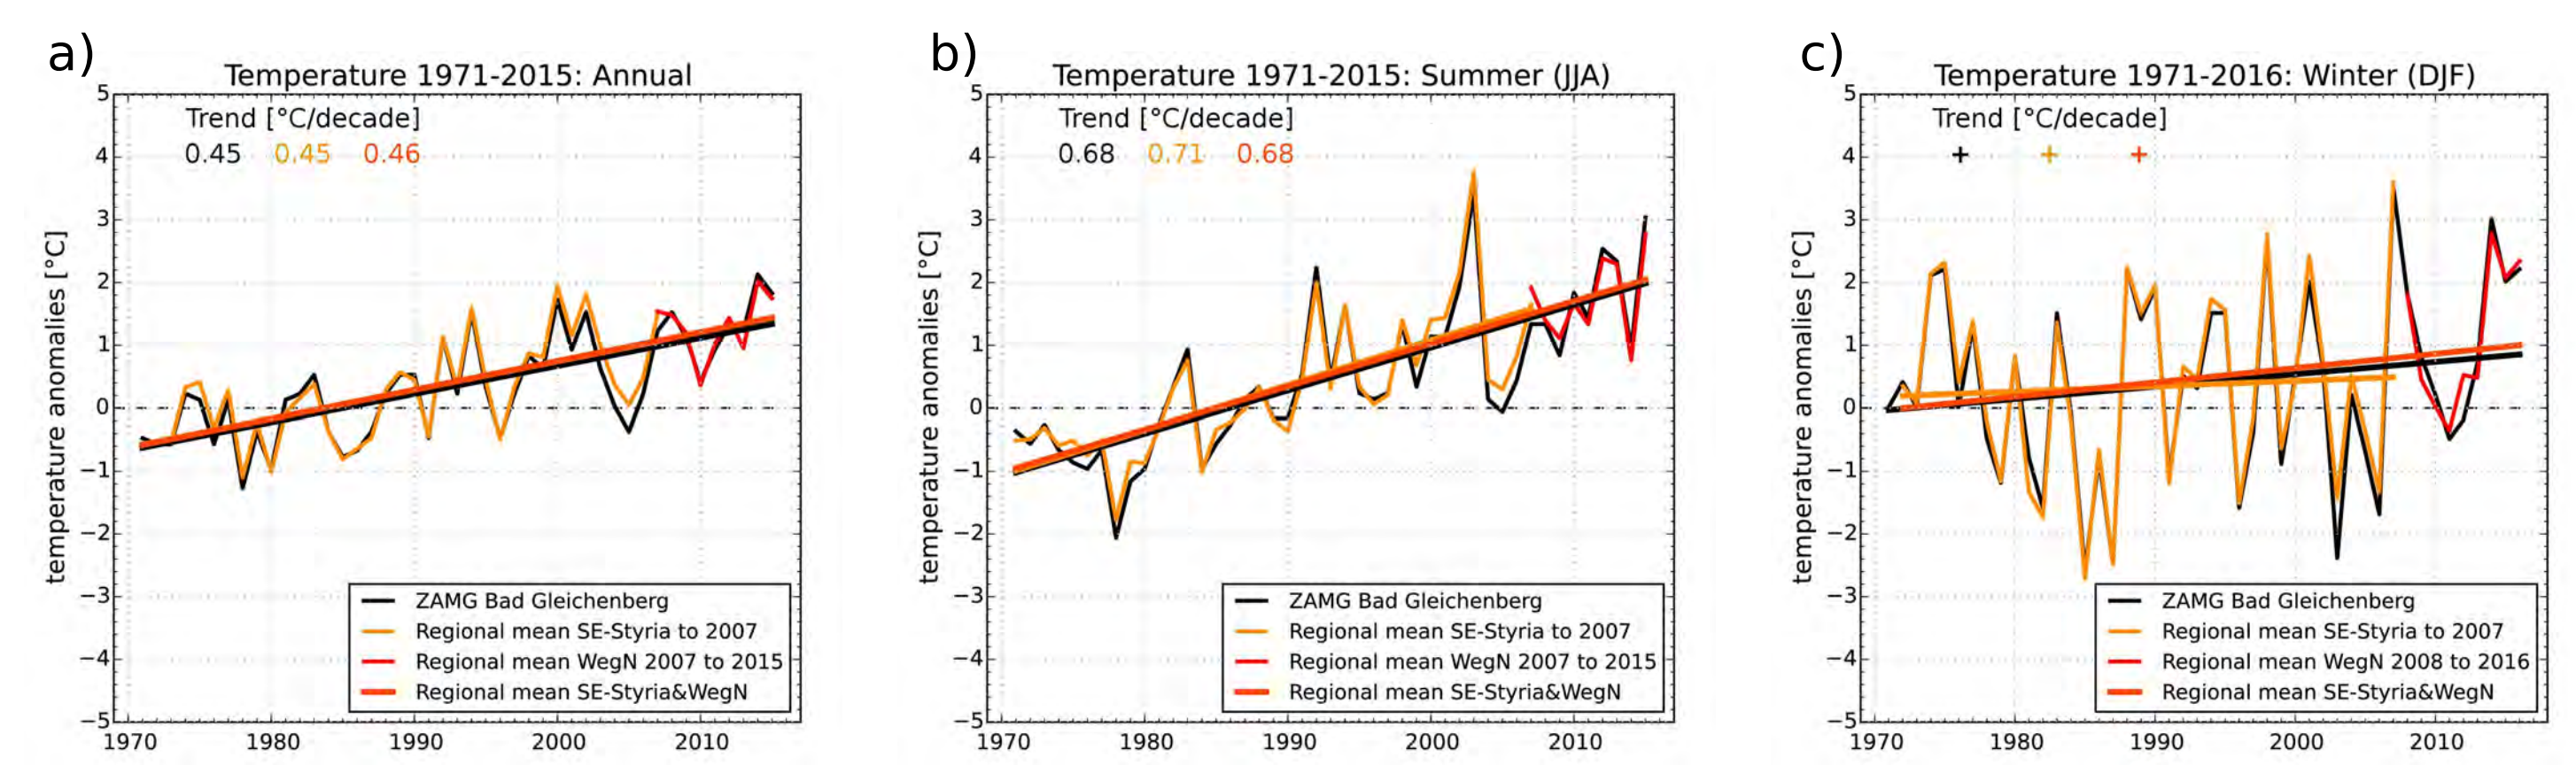 a)
Temperature 1971-2015: Annual
Trend [°C/decade]
0.45 0.45 0.46
temperature anomalies [°C]
5
4
3
2
1
0
−1
−2
−3
−4
−5
1970 1980 1990 2000 2010
ZAMG Bad Gleichenberg
Regional mean SE-Styria to 2007
Regional mean WegN 2007 to 2015
Regional mean SE-Styria&WegN
b)
Temperature 1971-2015: Summer (JJA)
Trend [°C/decade]
0.68 0.71 0.68
temperature anomalies [°C]
5
4
3
2
1
0
−1
−2
−3
−4
−5
1970 1980 1990 2000 2010
ZAMG Bad Gleichenberg
Regional mean SE-Styria to 2007
Regional mean WegN 2007 to 2015
Regional mean SE-Styria&WegN
c)
Temperature 1971-2016: Winter (DJF)
Trend [°C/decade]
+ + +
temperature anomalies [°C]
5
4
3
2
1
0
−1
−2
−3
−4
−5
1970 1980 1990 2000 2010
ZAMG Bad Gleichenberg
Regional mean SE-Styria to 2007
Regional mean WegN 2008 to 2016
Regional mean SE-Styria&WegN